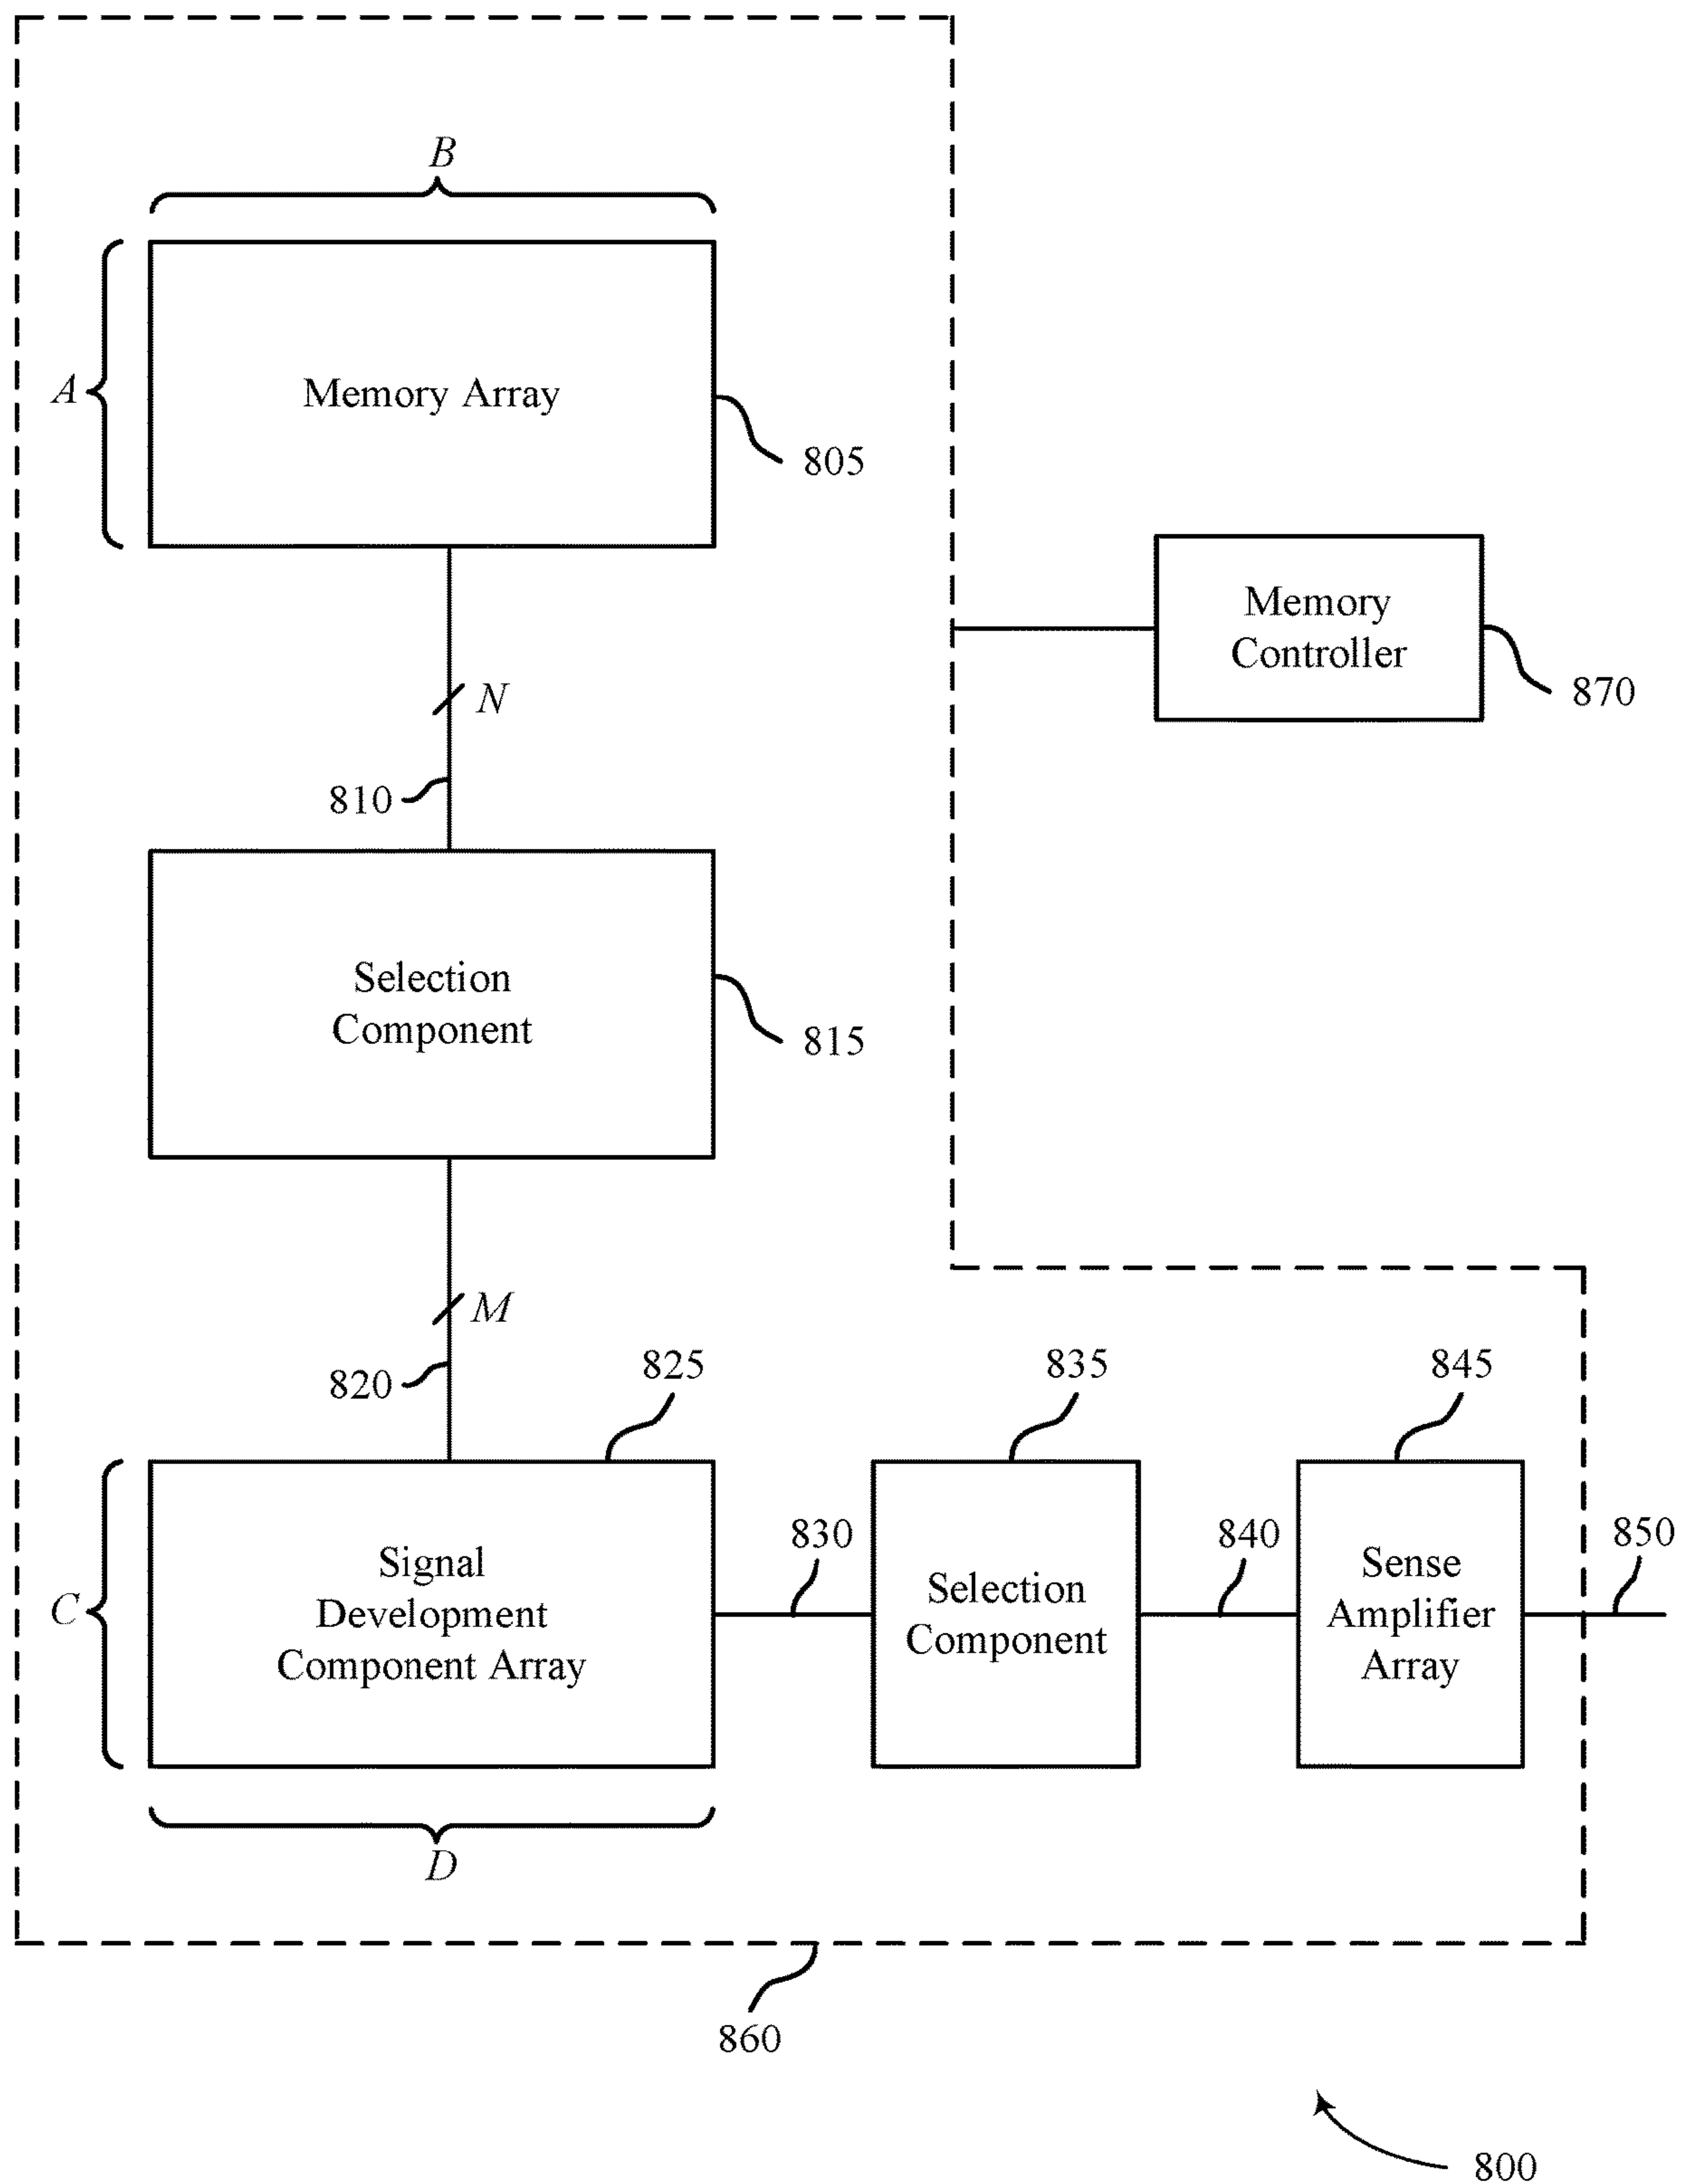 B
A
Memory Array
805
Memory
Controller
870
N
810
Selection
Component
815
M
820
825
835
845
C
Signal
Development
Component Array
830
Selection
Component
840
Sense
Amplifier
Array
850
D
860
800